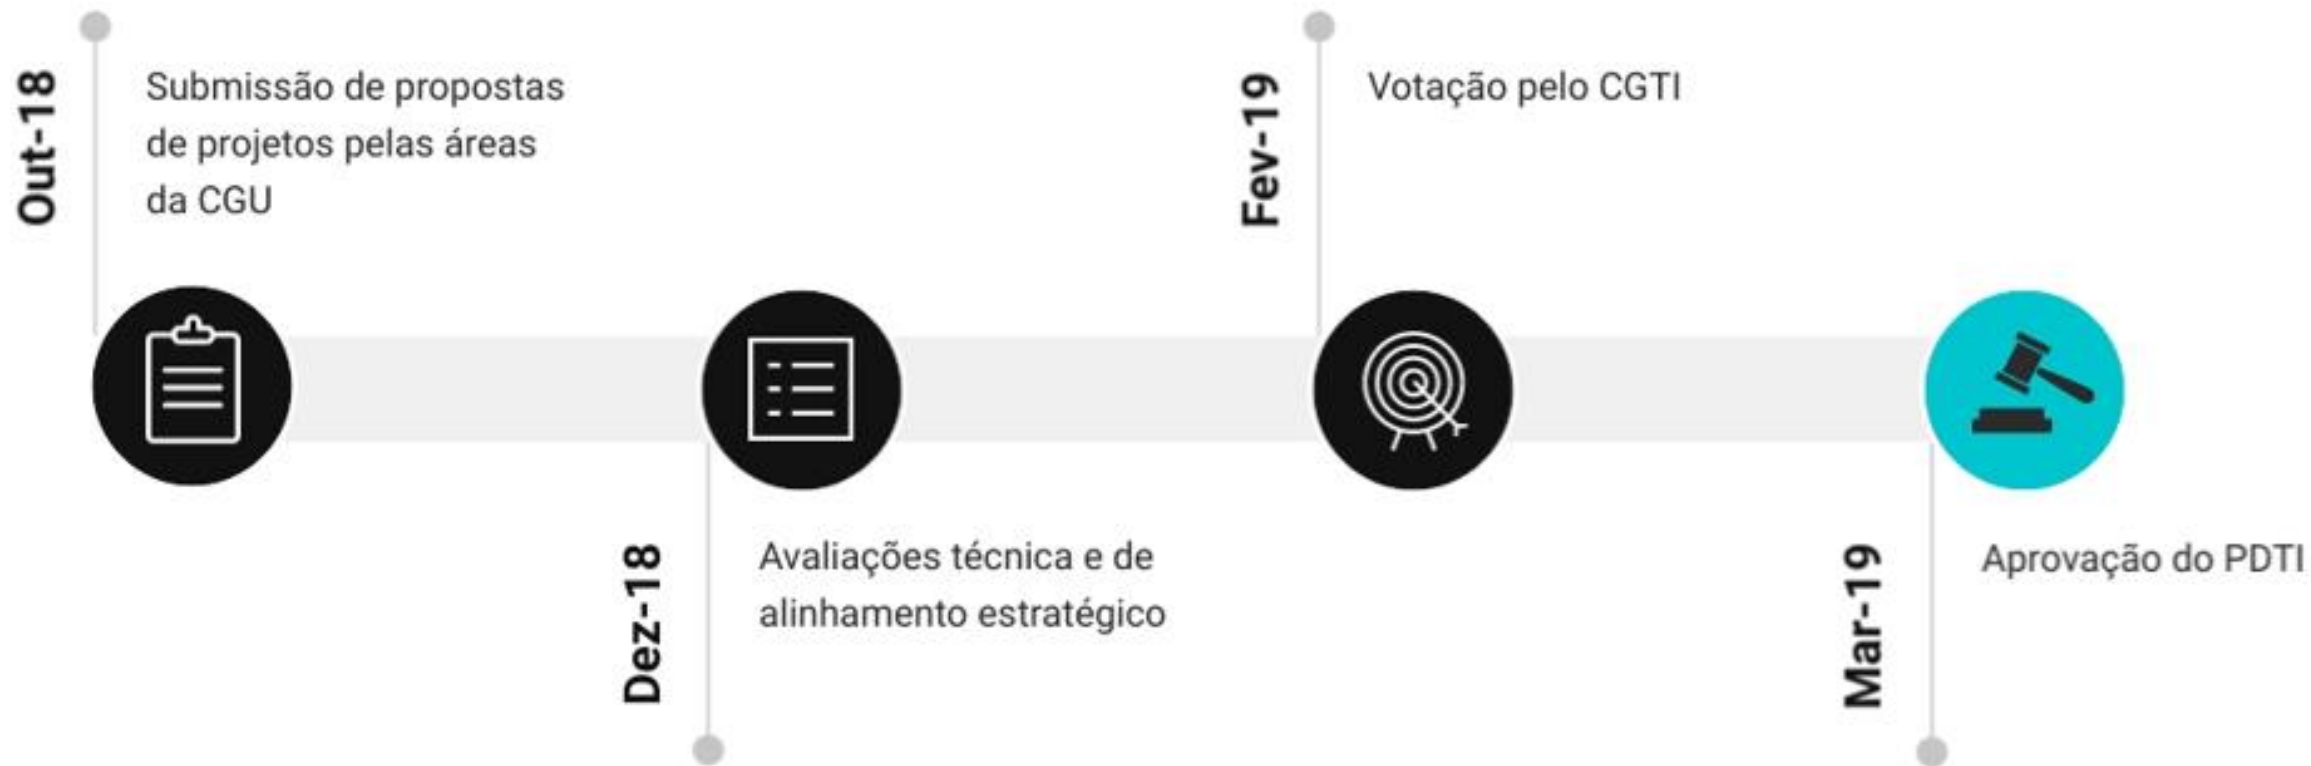 Out-18
Submissão de propostas
de projetos pelas áreas
da CGU
Dez-18
Avaliações técnica e de
alinhamento estratégico
Fev-19
Votação pelo CGTI
Mar-19
Aprovação do PDTI